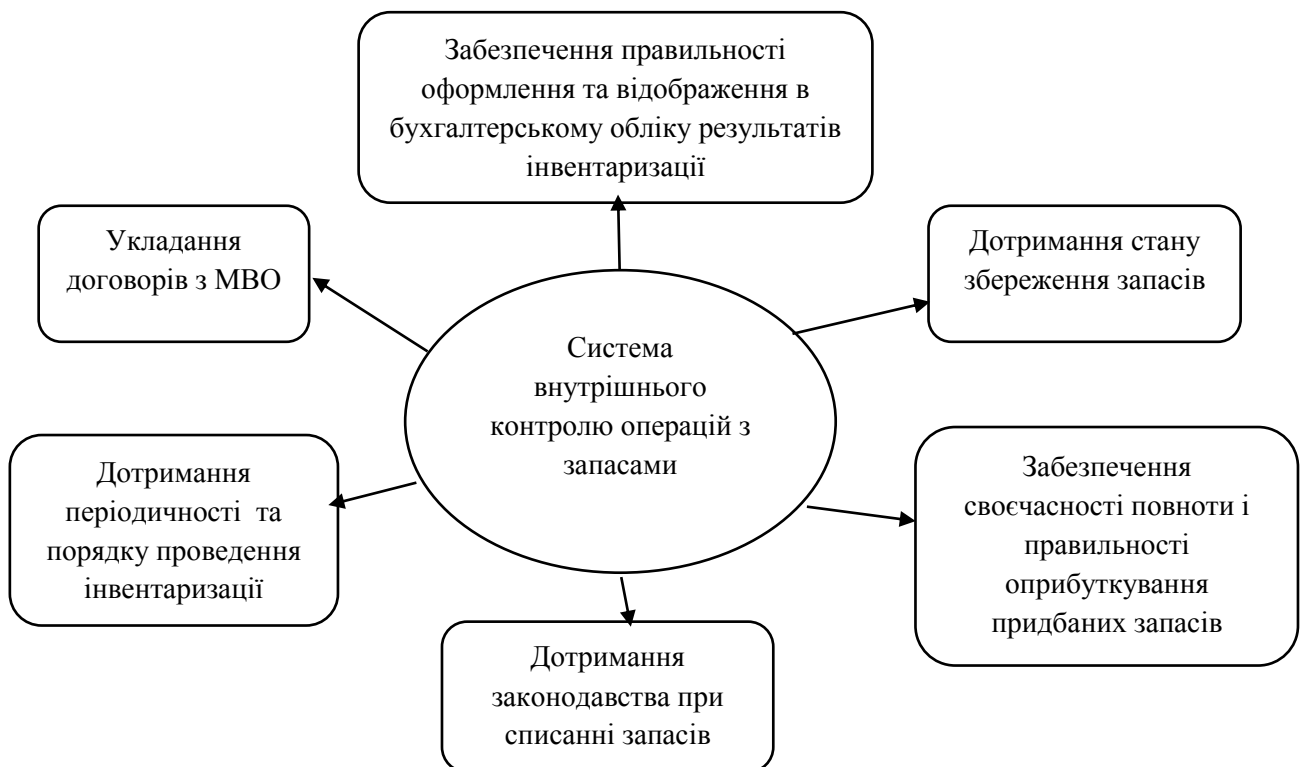 Забезпечення правильності
оформлення та відображення в
бухгалтерському обліку результатів
інвентаризації
Укладання
договорів з МВО
Дотримання стану
збереження запасів
Система
внутрішнього
контролю операцій з
запасами
Дотримання
періодичності та
порядку проведення
інвентаризації
Забезпечення
своєчасності повноти і
правильності
оприбуткування
придбаних запасів
Дотримання
законодавства при
списанні запасів